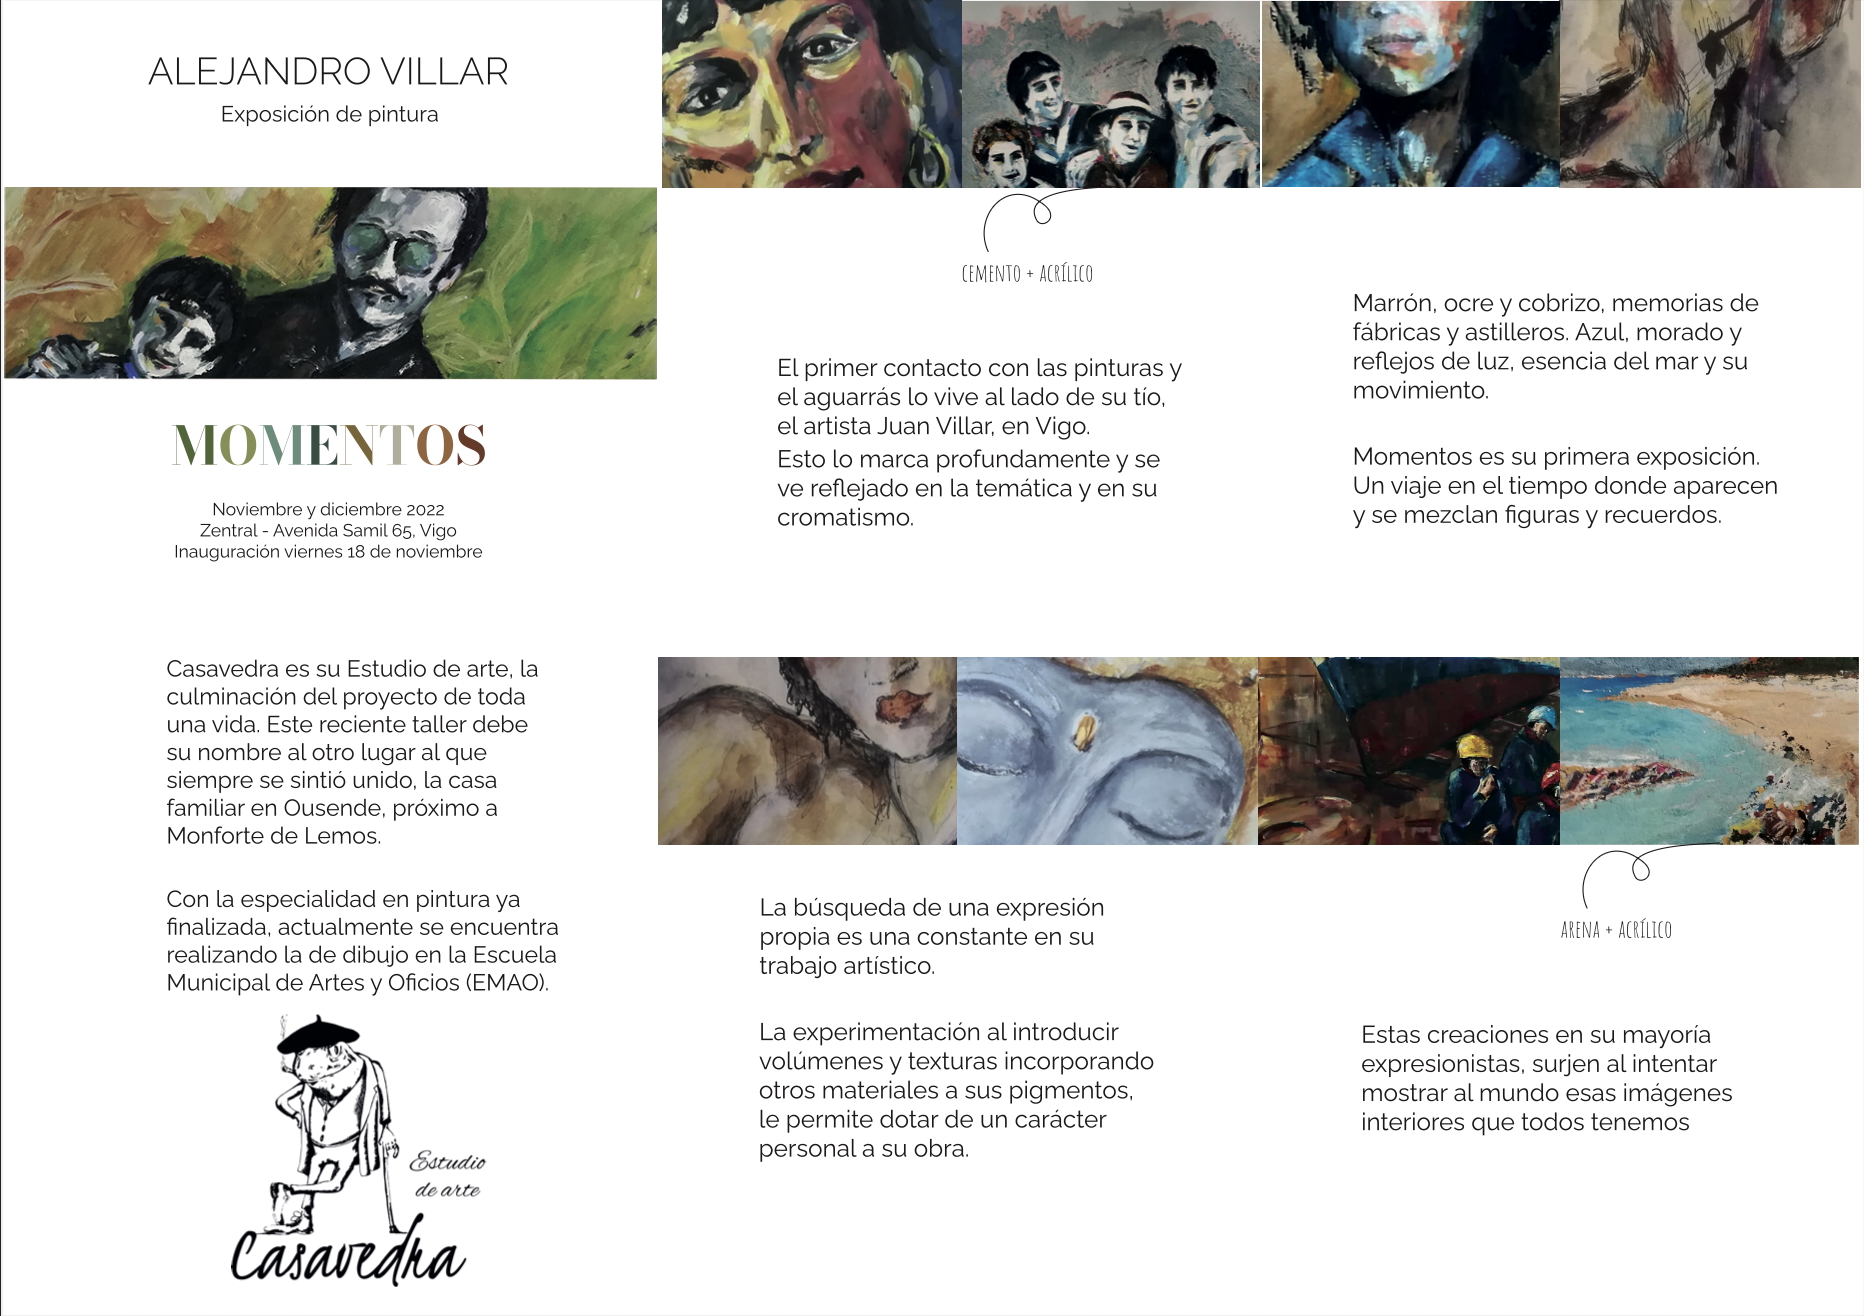 ALEJANDRO VILLAR
Exposición de pintura
MOMENTOS
Noviembre y diciembre 2022
Zentral - Avenida Samil 65, Vigo
Inauguración viernes 18 de noviembre
CEMENTO + ACRÍLICO
El primer contacto con las pinturas y
el aguarrás lo vive al lado de su tío,
el artista Juan Villar, en Vigo.
Esto lo marca profundamente y se
ve reflejado en la temática y en su
cromatismo.
Marrón, ocre y cobrizo, memorias de
fábricas y astilleros. Azul, morado y
reflejos de luz, esencia del mar y su
movimiento.
Momentos es su primera exposición.
Un viaje en el tiempo donde aparecen
y se mezclan figuras y recuerdos.
Casavedra es su Estudio de arte, la
culminación del proyecto de toda
una vida. Este reciente taller debe
su nombre al otro lugar al que
siempre se sintió unido, la casa
familiar en Ousende, próximo a
Monforte de Lemos.
Con la especialidad en pintura ya
finalizada, actualmente se encuentra
realizando la de dibujo en la Escuela
Municipal de Artes y Oficios (EMAO).
Estudio
de arte
Casavedra
La búsqueda de una expresión
propia es una constante en su
trabajo artístico.
La experimentación al introducir
volúmenes y texturas incorporando
otros materiales a sus pigmentos,
le permite dotar de un carácter
personal a su obra.
ARENA + ACRÍLICO
Estas creaciones en su mayoría
expresionistas, surjen al intentar
mostrar al mundo esas imágenes
interiores que todos tenemos